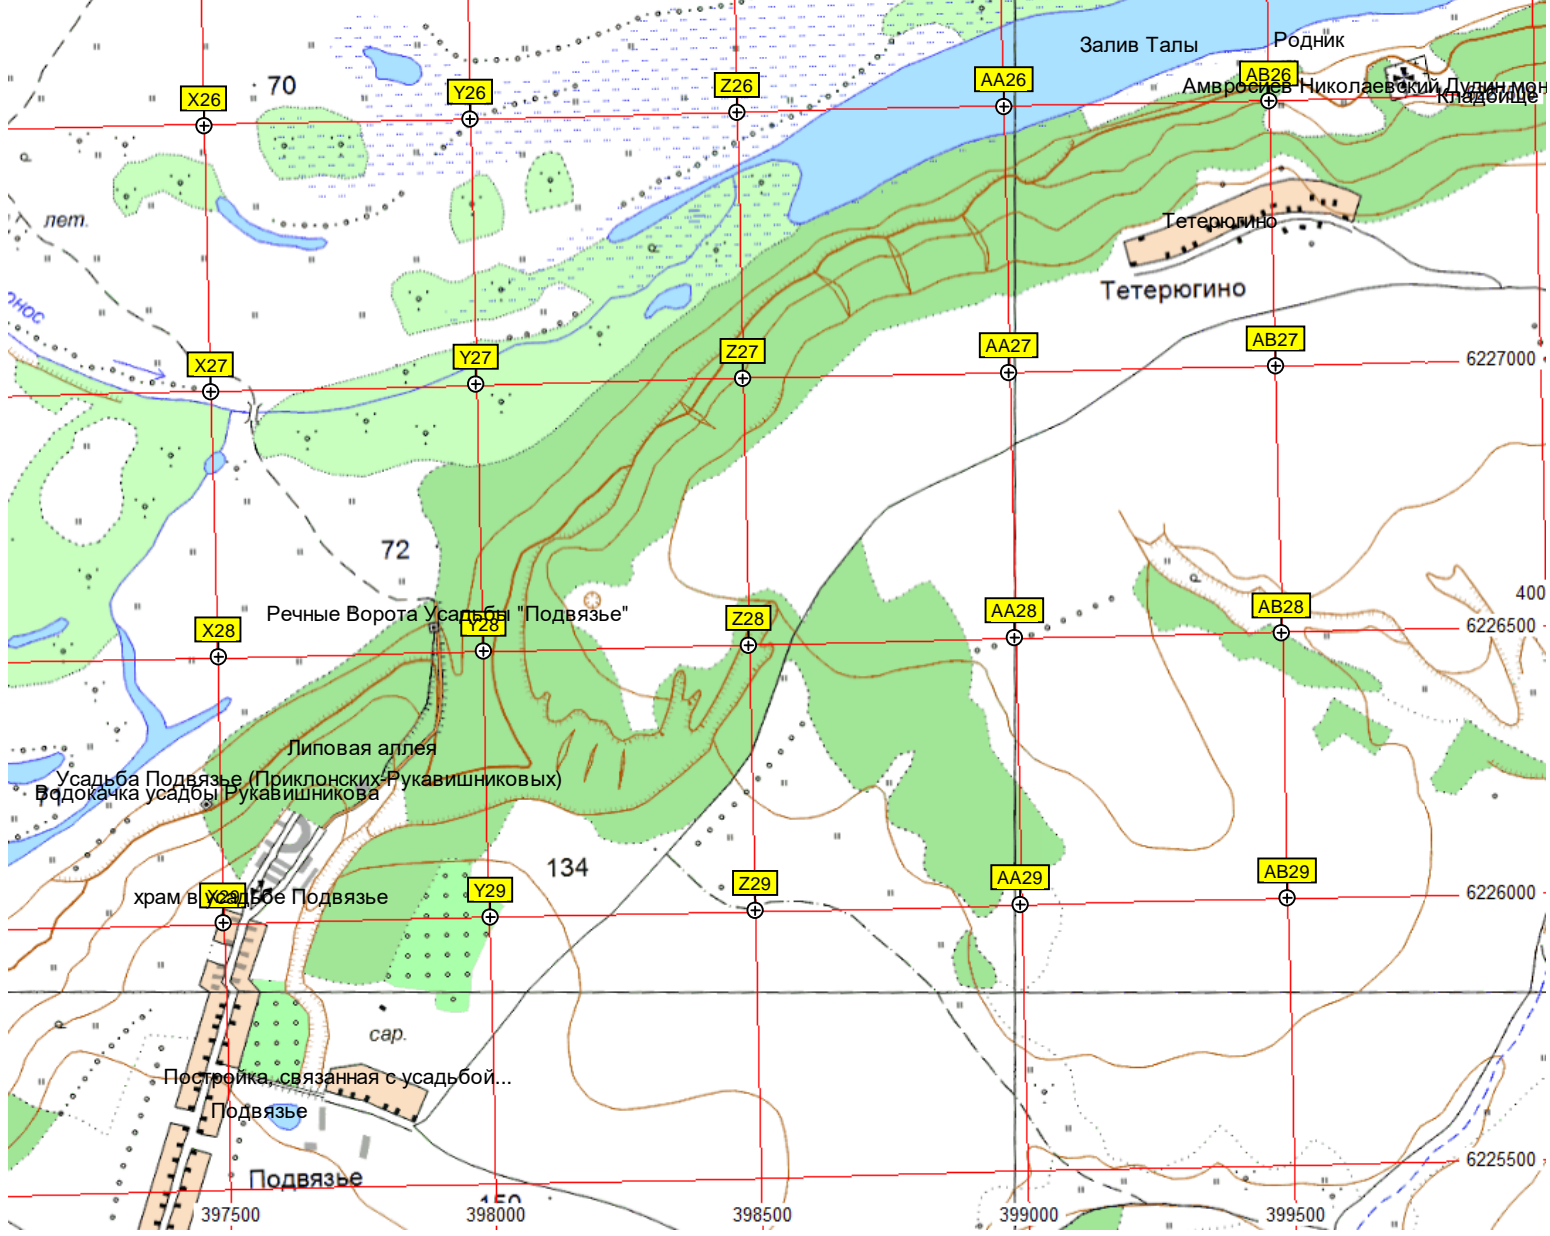 Залив Талы
Родник
70
X26
Y26
Z26
AA26
AB26
Амвросиев Николаевский Дудин мон
Кладбище
лет.
Тетерюгино
Тетерюгино
X27
Y27
Z27
AA27
AB27
6227000
72
400
Речные Ворота Усадьбы "Подвязье"
X28
Y28
Z28
AA28
AB28
6226500
Липовая аллея
Усадьба Подвязье (Приклонских-Рукавишниковых)
Водокачка усадбы Рукавишникова
134
X29
Y29
Z29
AA29
AB29
6226000
храм в усадьбе Подвязье
сар.
Постройка, связанная с усадьбой...
Подвязье
Подвязье
6225500
397500
398000
398500
399000
399500